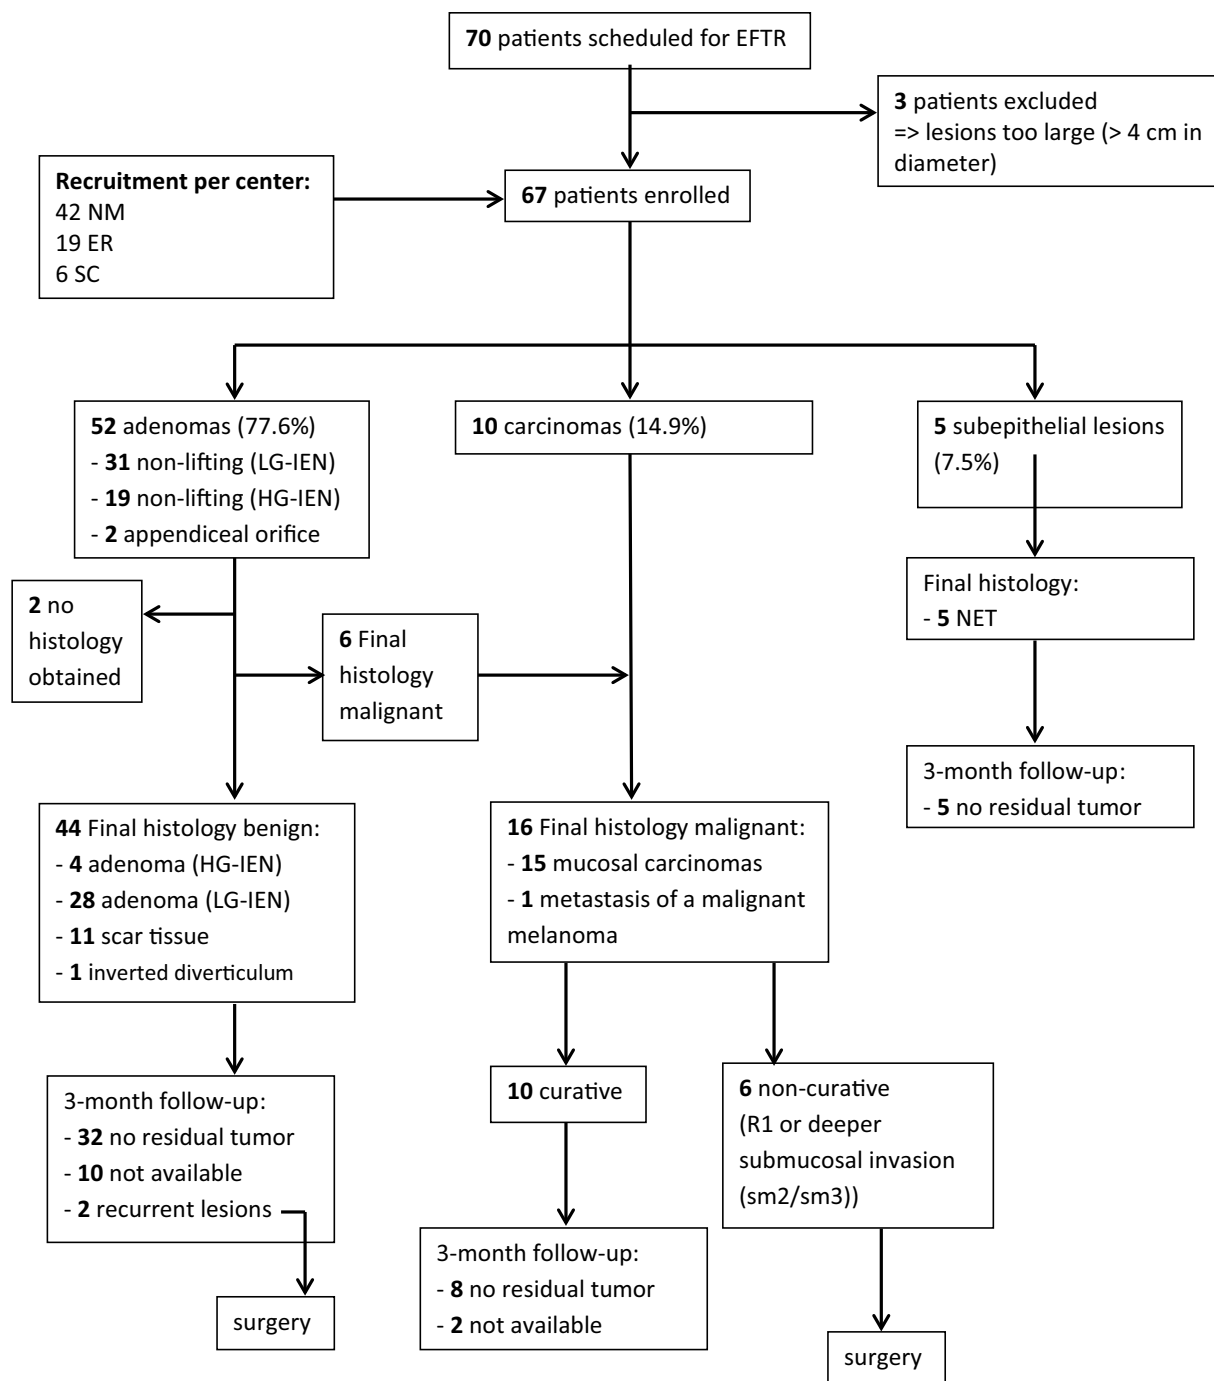 70 patients scheduled for EFTR
3 patients excluded
=> lesions too large (> 4 cm in
diameter)
Recruitment per center:
42 NM
19 ER
6 SC
67 patients enrolled
52 adenomas (77.6%)
- 31 non-lifting (LG-IEN)
- 19 non-lifting (HG-IEN)
- 2 appendiceal orifice
10 carcinomas (14.9%)
5 subepithelial lesions
(7.5%)
2 no
histology
obtained
6 Final
histology
malignant
Final histology:
- 5 NET
3-month follow-up:
- 5 no residual tumor
44 Final histology benign:
- 4 adenoma (HG-IEN)
- 28 adenoma (LG-IEN)
- 11 scar tissue
- 1 inverted diverticulum
16 Final histology malignant:
- 15 mucosal carcinomas
- 1 metastasis of a malignant
melanoma
3-month follow-up:
- 32 no residual tumor
- 10 not available
- 2 recurrent lesions
surgery
10 curative
6 non-curative
(R1 or deeper
submucosal invasion
(sm2/sm3))
3-month follow-up:
- 8 no residual tumor
- 2 not available
surgery